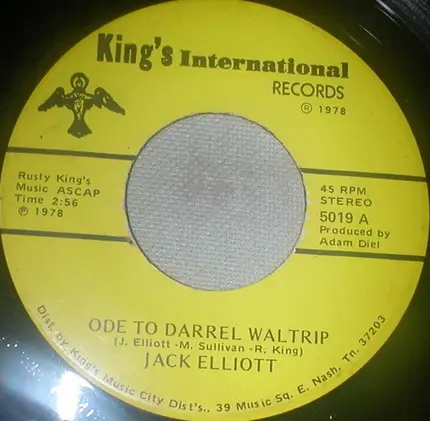 King's International
RECORDS
Ⓡ 1978
Rusty King's
Music ASCAP
Time 2:56
Ⓟ 1978
45 RPM
STEREO
5019 A
Produced by
Adam Diel
ODE TO DARREL WALTRIP
(J. Elliott -M. Sullivan -R. King)
JACK ELLIOTT
Dist. by King's Music City Dist's., 39 Music Sq. E. Nash, Tn. 37203